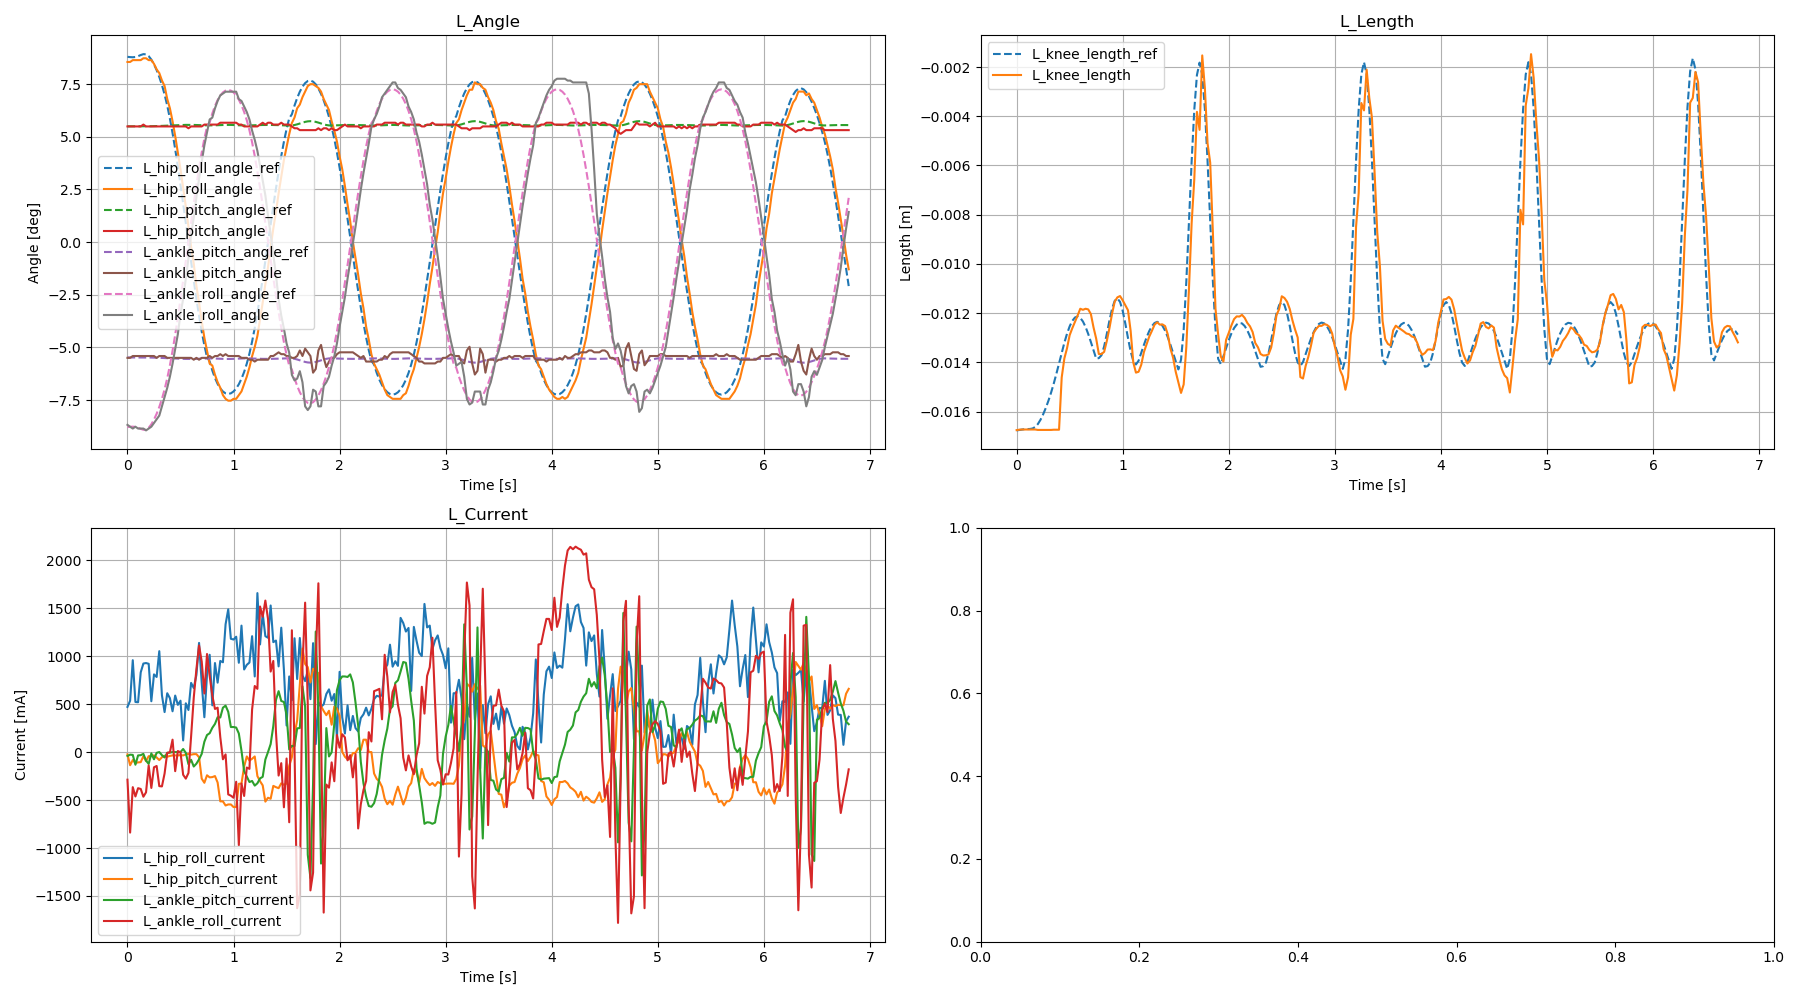 L_Angle
7.5
5.0
2.5
0.0
−2.5
−5.0
−7.5
Angle [deg]
L_hip_roll_angle_ref
L_hip_roll_angle
L_hip_pitch_angle_ref
L_hip_pitch_angle
L_ankle_pitch_angle_ref
L_ankle_pitch_angle
L_ankle_roll_angle_ref
L_ankle_roll_angle
0 1 2 3 4 5 6 7
Time [s]
L_Length
L_knee_length_ref
L_knee_length
−0.002
−0.004
−0.006
−0.008
−0.010
−0.012
−0.014
−0.016
Length [m]
0 1 2 3 4 5 6 7
Time [s]
L_Current
2000
1500
1000
500
0
−500
−1000
−1500
Current [mA]
L_hip_roll_current
L_hip_pitch_current
L_ankle_pitch_current
L_ankle_roll_current
0 1 2 3 4 5 6 7
Time [s]
1.0
0.8
0.6
0.4
0.2
0.0
0.0 0.2 0.4 0.6 0.8 1.0